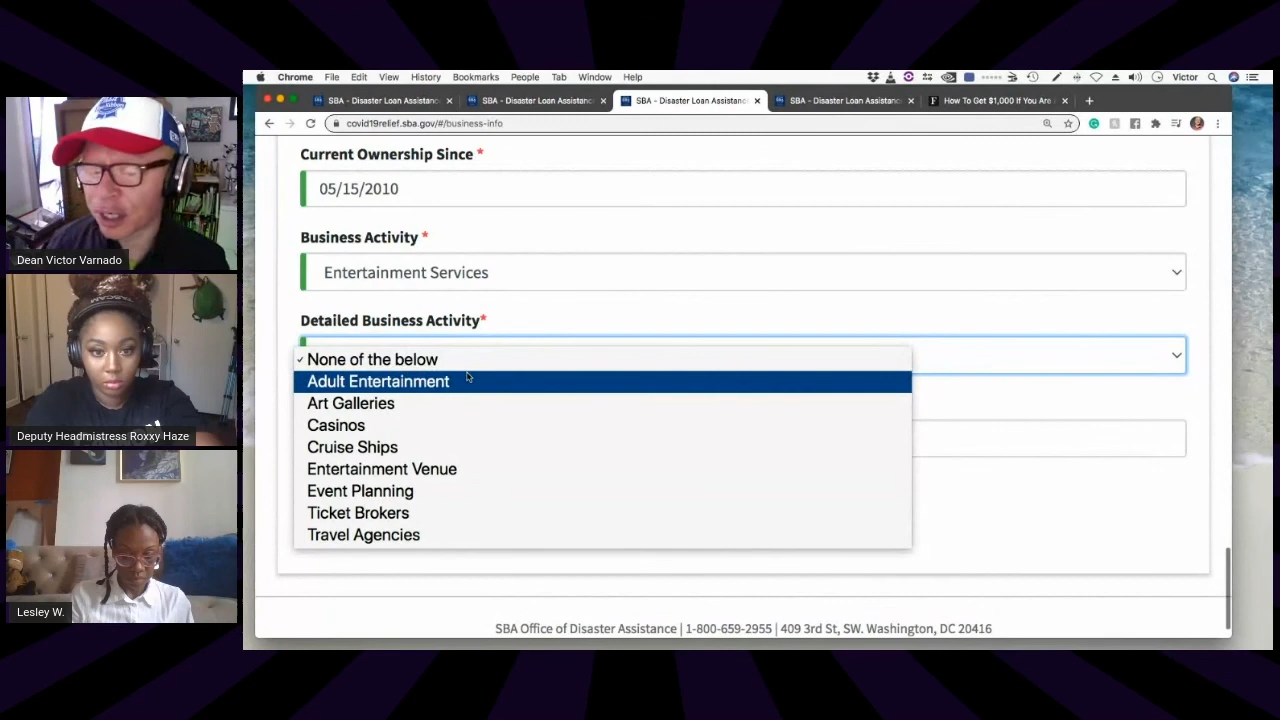 Chrome File Edit View History Bookmarks People Tab Window Help Victor
SBA - Disaster Loan Assistanc × SBA - Disaster Loan Assistanc × SBA - Disaster Loan Assistanc × SBA - Disaster Loan Assistanc × How To Get $1,000 If You Are ×
covid19relief.sba.gov/#/business-info
Current Ownership Since *
05/15/2010
Business Activity *
Entertainment Services
Detailed Business Activity*
None of the below
Adult Entertainment
Art Galleries
Casinos
Cruise Ships
Entertainment Venue
Event Planning
Ticket Brokers
Travel Agencies
SBA Office of Disaster Assistance | 1-800-659-2955 | 409 3rd St, SW. Washington, DC 20416
Dean Victor Varnado
Deputy Headmistress Roxxy Haze
Lesley W.